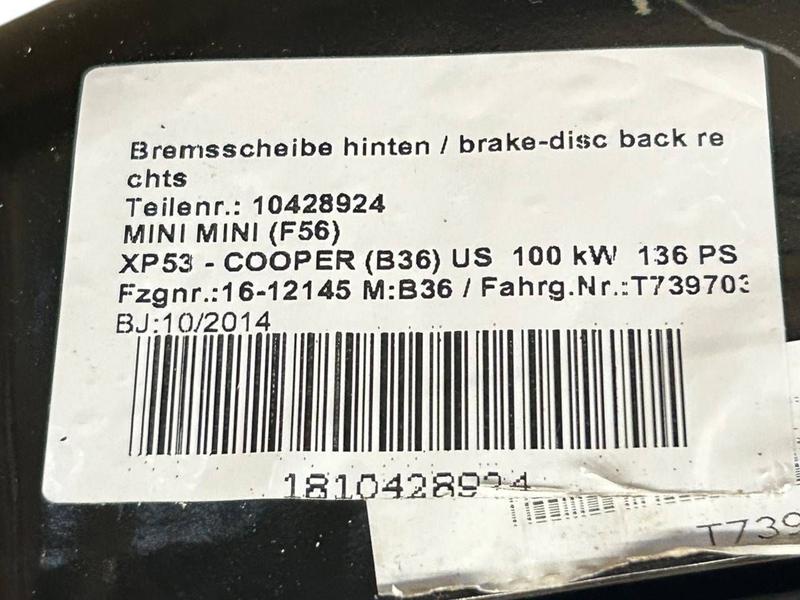 Bremsscheibe hinten / brake-disc back re
chts
Teilenr.: 10428924
MINI MINI (F56)
XP53 - COOPER (B36) US 100 kW 136 PS
Fzgnr.:16-12145 M:B36 / Fahrg.Nr.:T739703
BJ:10/2014
1810428924
T739